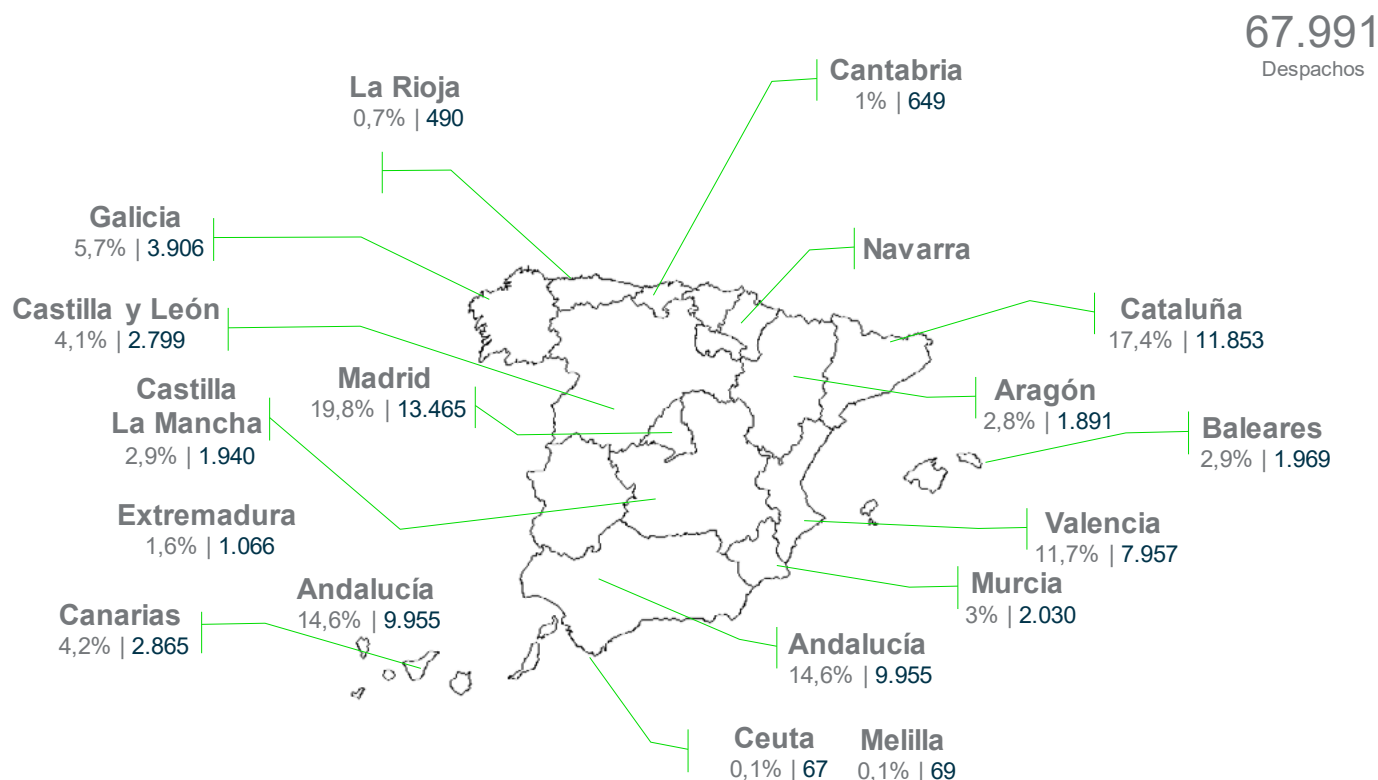 67.991
Despachos
La Rioja
0,7% | 490
Cantabria
1% | 649
Galicia
5,7% | 3.906
Navarra
Castilla y León
4,1% | 2.799
Cataluña
17,4% | 11.853
Castilla
La Mancha
2,9% | 1.940
Madrid
19,8% | 13.465
Aragón
2,8% | 1.891
Baleares
2,9% | 1.969
Extremadura
1,6% | 1.066
Valencia
11,7% | 7.957
Canarias
4,2% | 2.865
Andalucía
14,6% | 9.955
Murcia
3% | 2.030
Andalucía
14,6% | 9.955
Ceuta
0,1% | 67
Melilla
0,1% | 69